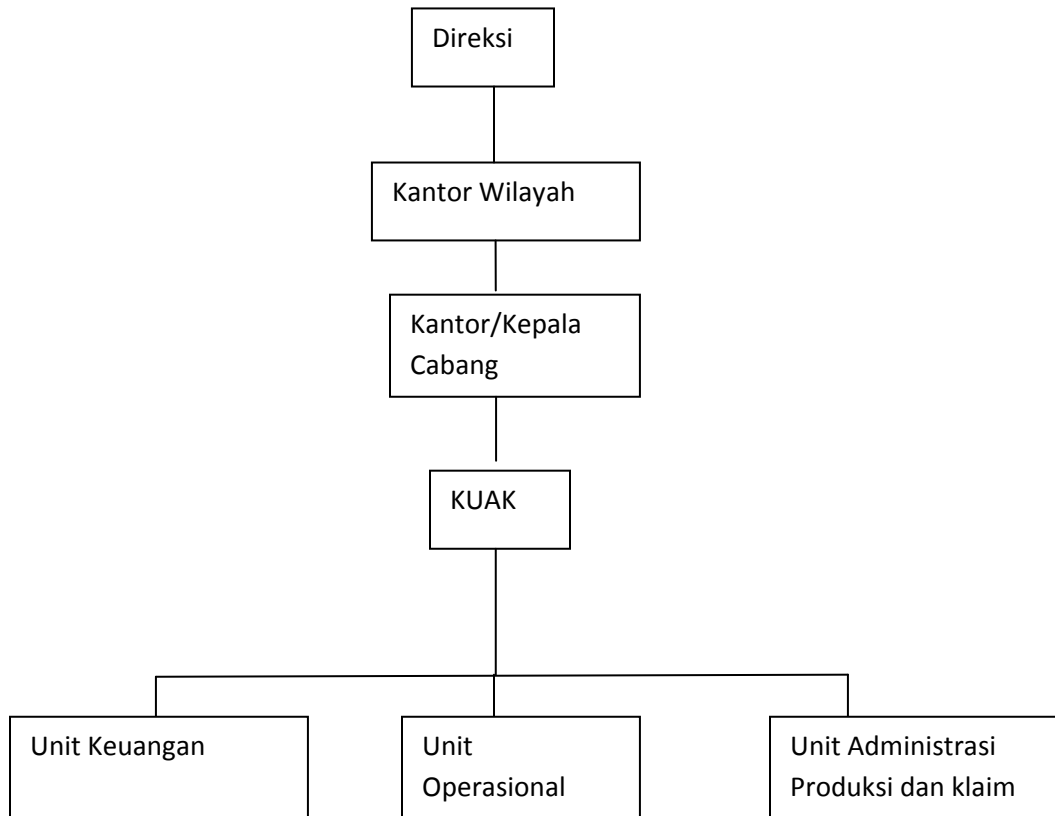 Direksi
Kantor Wilayah
Kantor/Kepala
Cabang
KUAK
Unit Keuangan
Unit
Operasional
Unit Administrasi
Produksi dan klaim